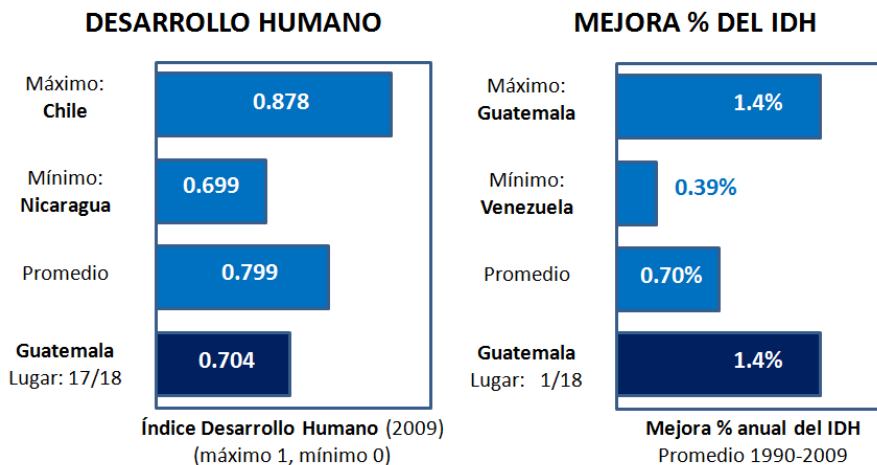 DESARROLLO HUMANO
Máximo:
Chile
0.878
Mínimo:
Nicaragua
0.699
Promedio
0.799
Guatemala
Lugar: 17/18
0.704
Índice Desarrollo Humano (2009)
(máximo 1, mínimo 0)
MEJORA % DEL IDH
Máximo:
Guatemala
1.4%
Mínimo:
Venezuela
0.39%
Promedio
0.70%
Guatemala
Lugar: 1/18
1.4%
Mejora % anual del IDH
Promedio 1990-2009